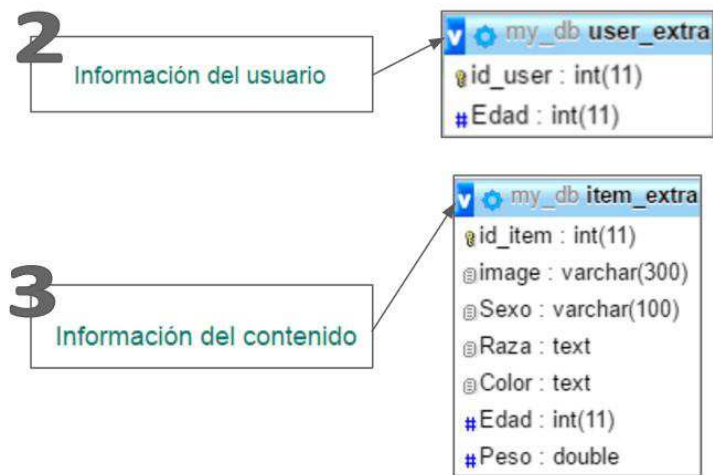 2
Información del usuario
v my_db user_extra
id_user : int(11)
# Edad : int(11)
3
Información del contenido
v my_db item_extra
id_item : int(11)
image : varchar(300)
Sexo : varchar(100)
Raza : text
Color : text
# Edad : int(11)
# Peso : double